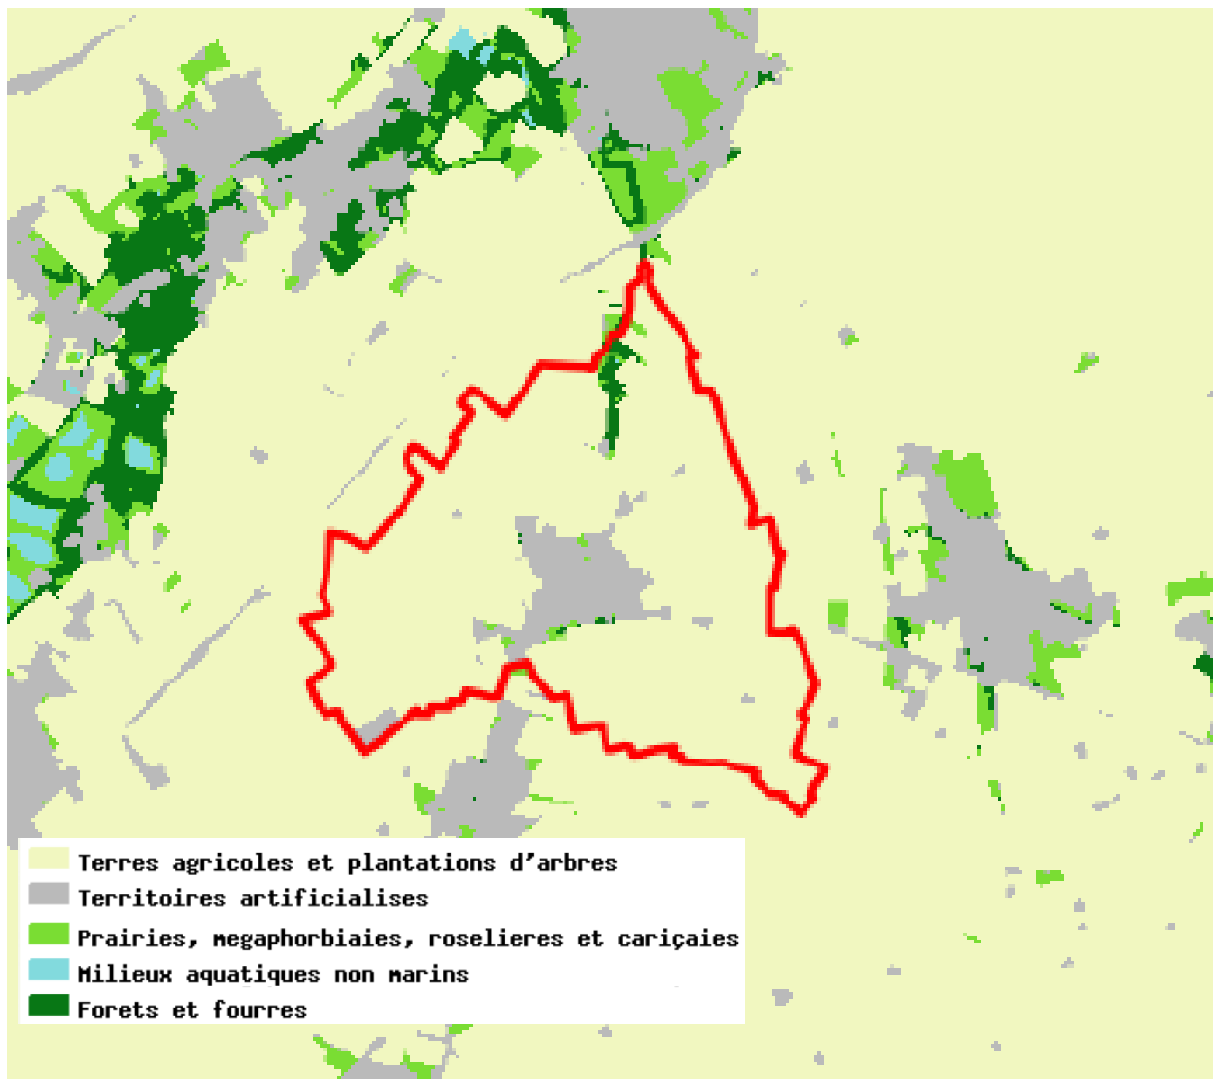 Terres agricoles et plantations d'arbres
Territoires artificialises
Prairies, megaphorbiaies, roselieres et cariçaies
Milieux aquatiques non marins
Forets et fourres